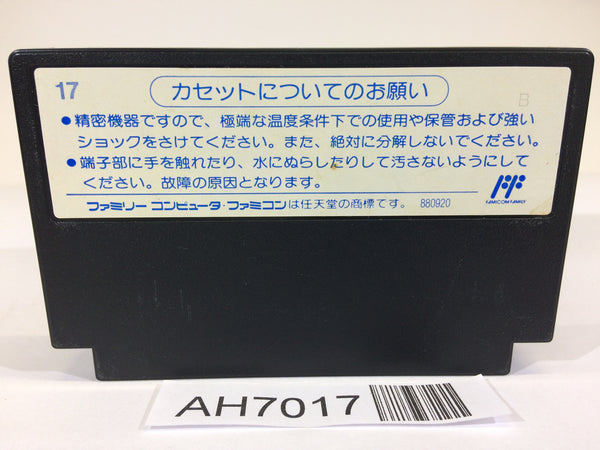 17
カセットについてのお願い
B
●精密機器ですので、極端な温度条件下での使用や保管および強い
ショックをさけてください。また、絶対に分解しないでください。
●端子部に手を触れたり、水にぬらしたりして汚さないようにして
ください。故障の原因となります。
FF
FAMICOM FAMILY
ファミリー コンピュータ・ファミコンは任天堂の商標です。 880920
AH7017